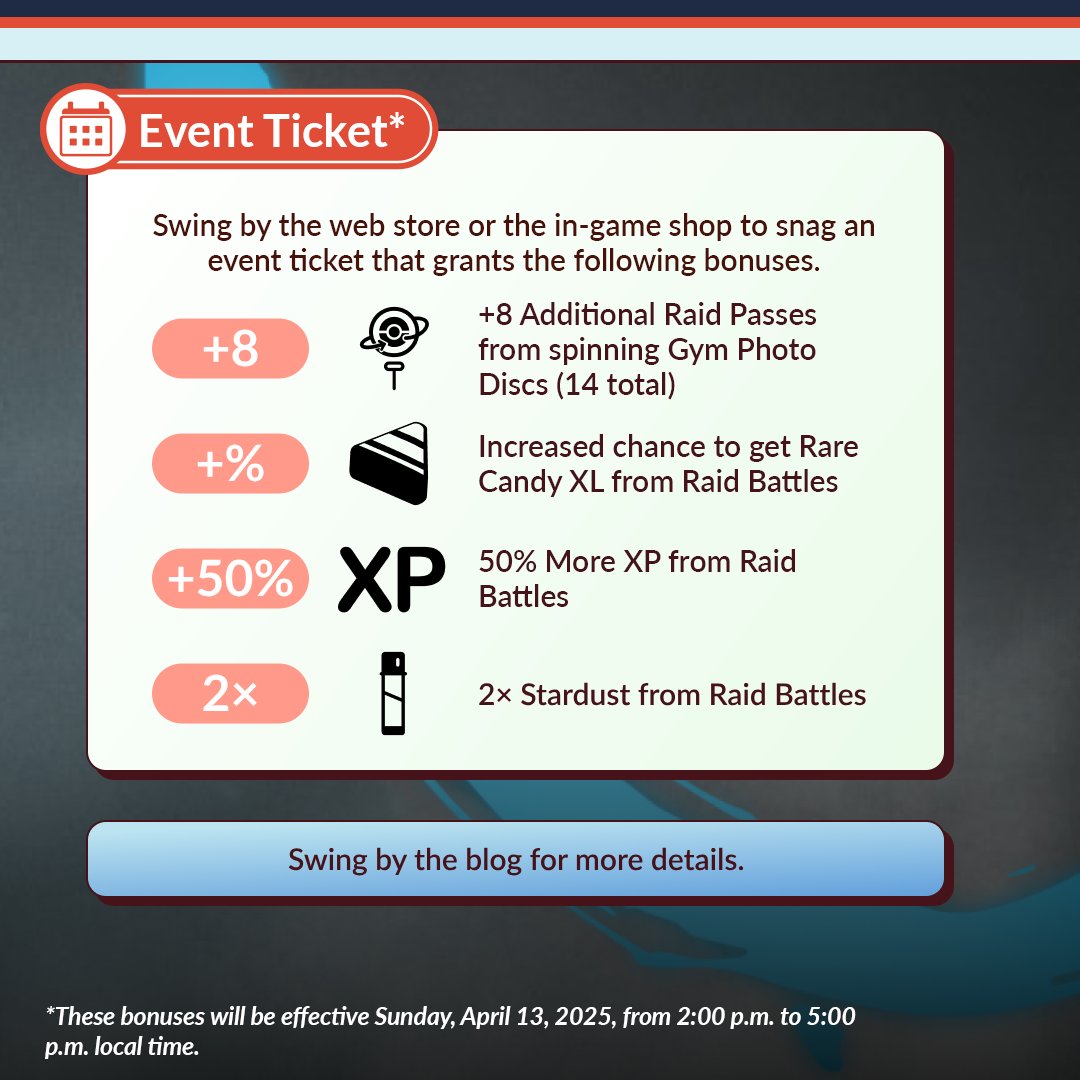 Event Ticket*
Swing by the web store or the in-game shop to snag an
event ticket that grants the following bonuses.
+8
+8 Additional Raid Passes
from spinning Gym Photo
Discs (14 total)
+%
Increased chance to get Rare
Candy XL from Raid Battles
+50%
XP
50% More XP from Raid
Battles
2×
2× Stardust from Raid Battles
Swing by the blog for more details.
*These bonuses will be effective Sunday, April 13, 2025, from 2:00 p.m. to 5:00
p.m. local time.